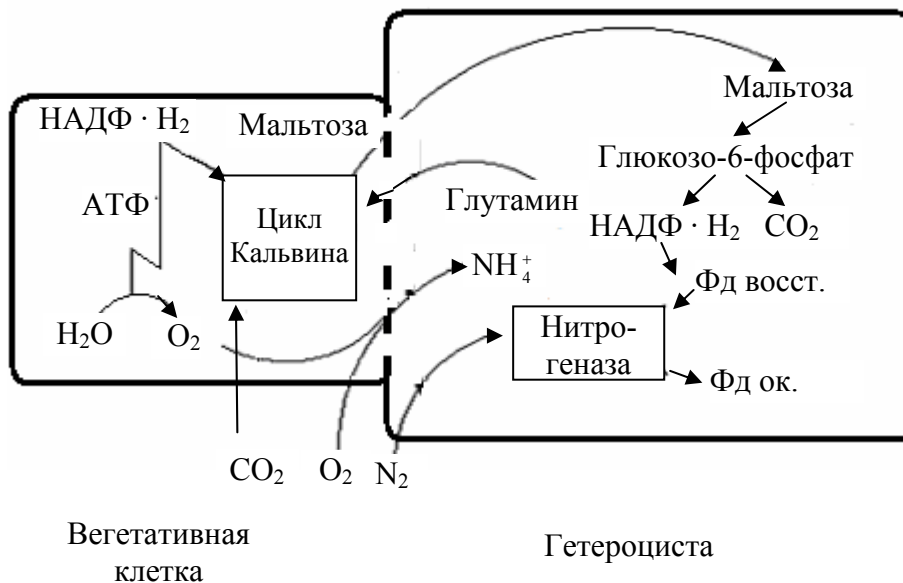 НАДФ · H₂
Мальтоза
АТФ
Цикл
Кальвина
H₂O
O₂
Мальтоза
Глюкозо-6-фосфат
Глутамин
НАДФ · H₂
CO₂
NH₄⁺
Фд восст.
Нитро-
геназа
Фд ок.
CO₂
O₂
N₂
Вегетативная
клетка
Гетероциста